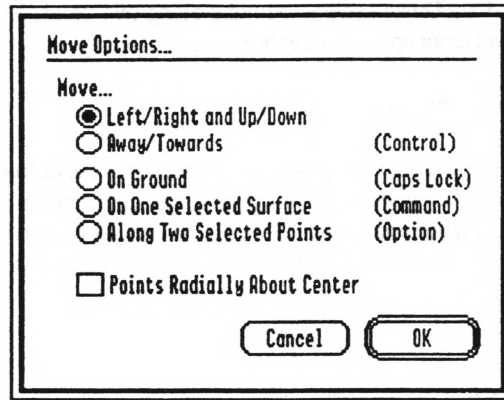 Move Options...
Move...
Left/Right and Up/Down
Away/Towards (Control)
On Ground (Caps Lock)
On One Selected Surface (Command)
Along Two Selected Points (Option)
Points Radially About Center
Cancel OK